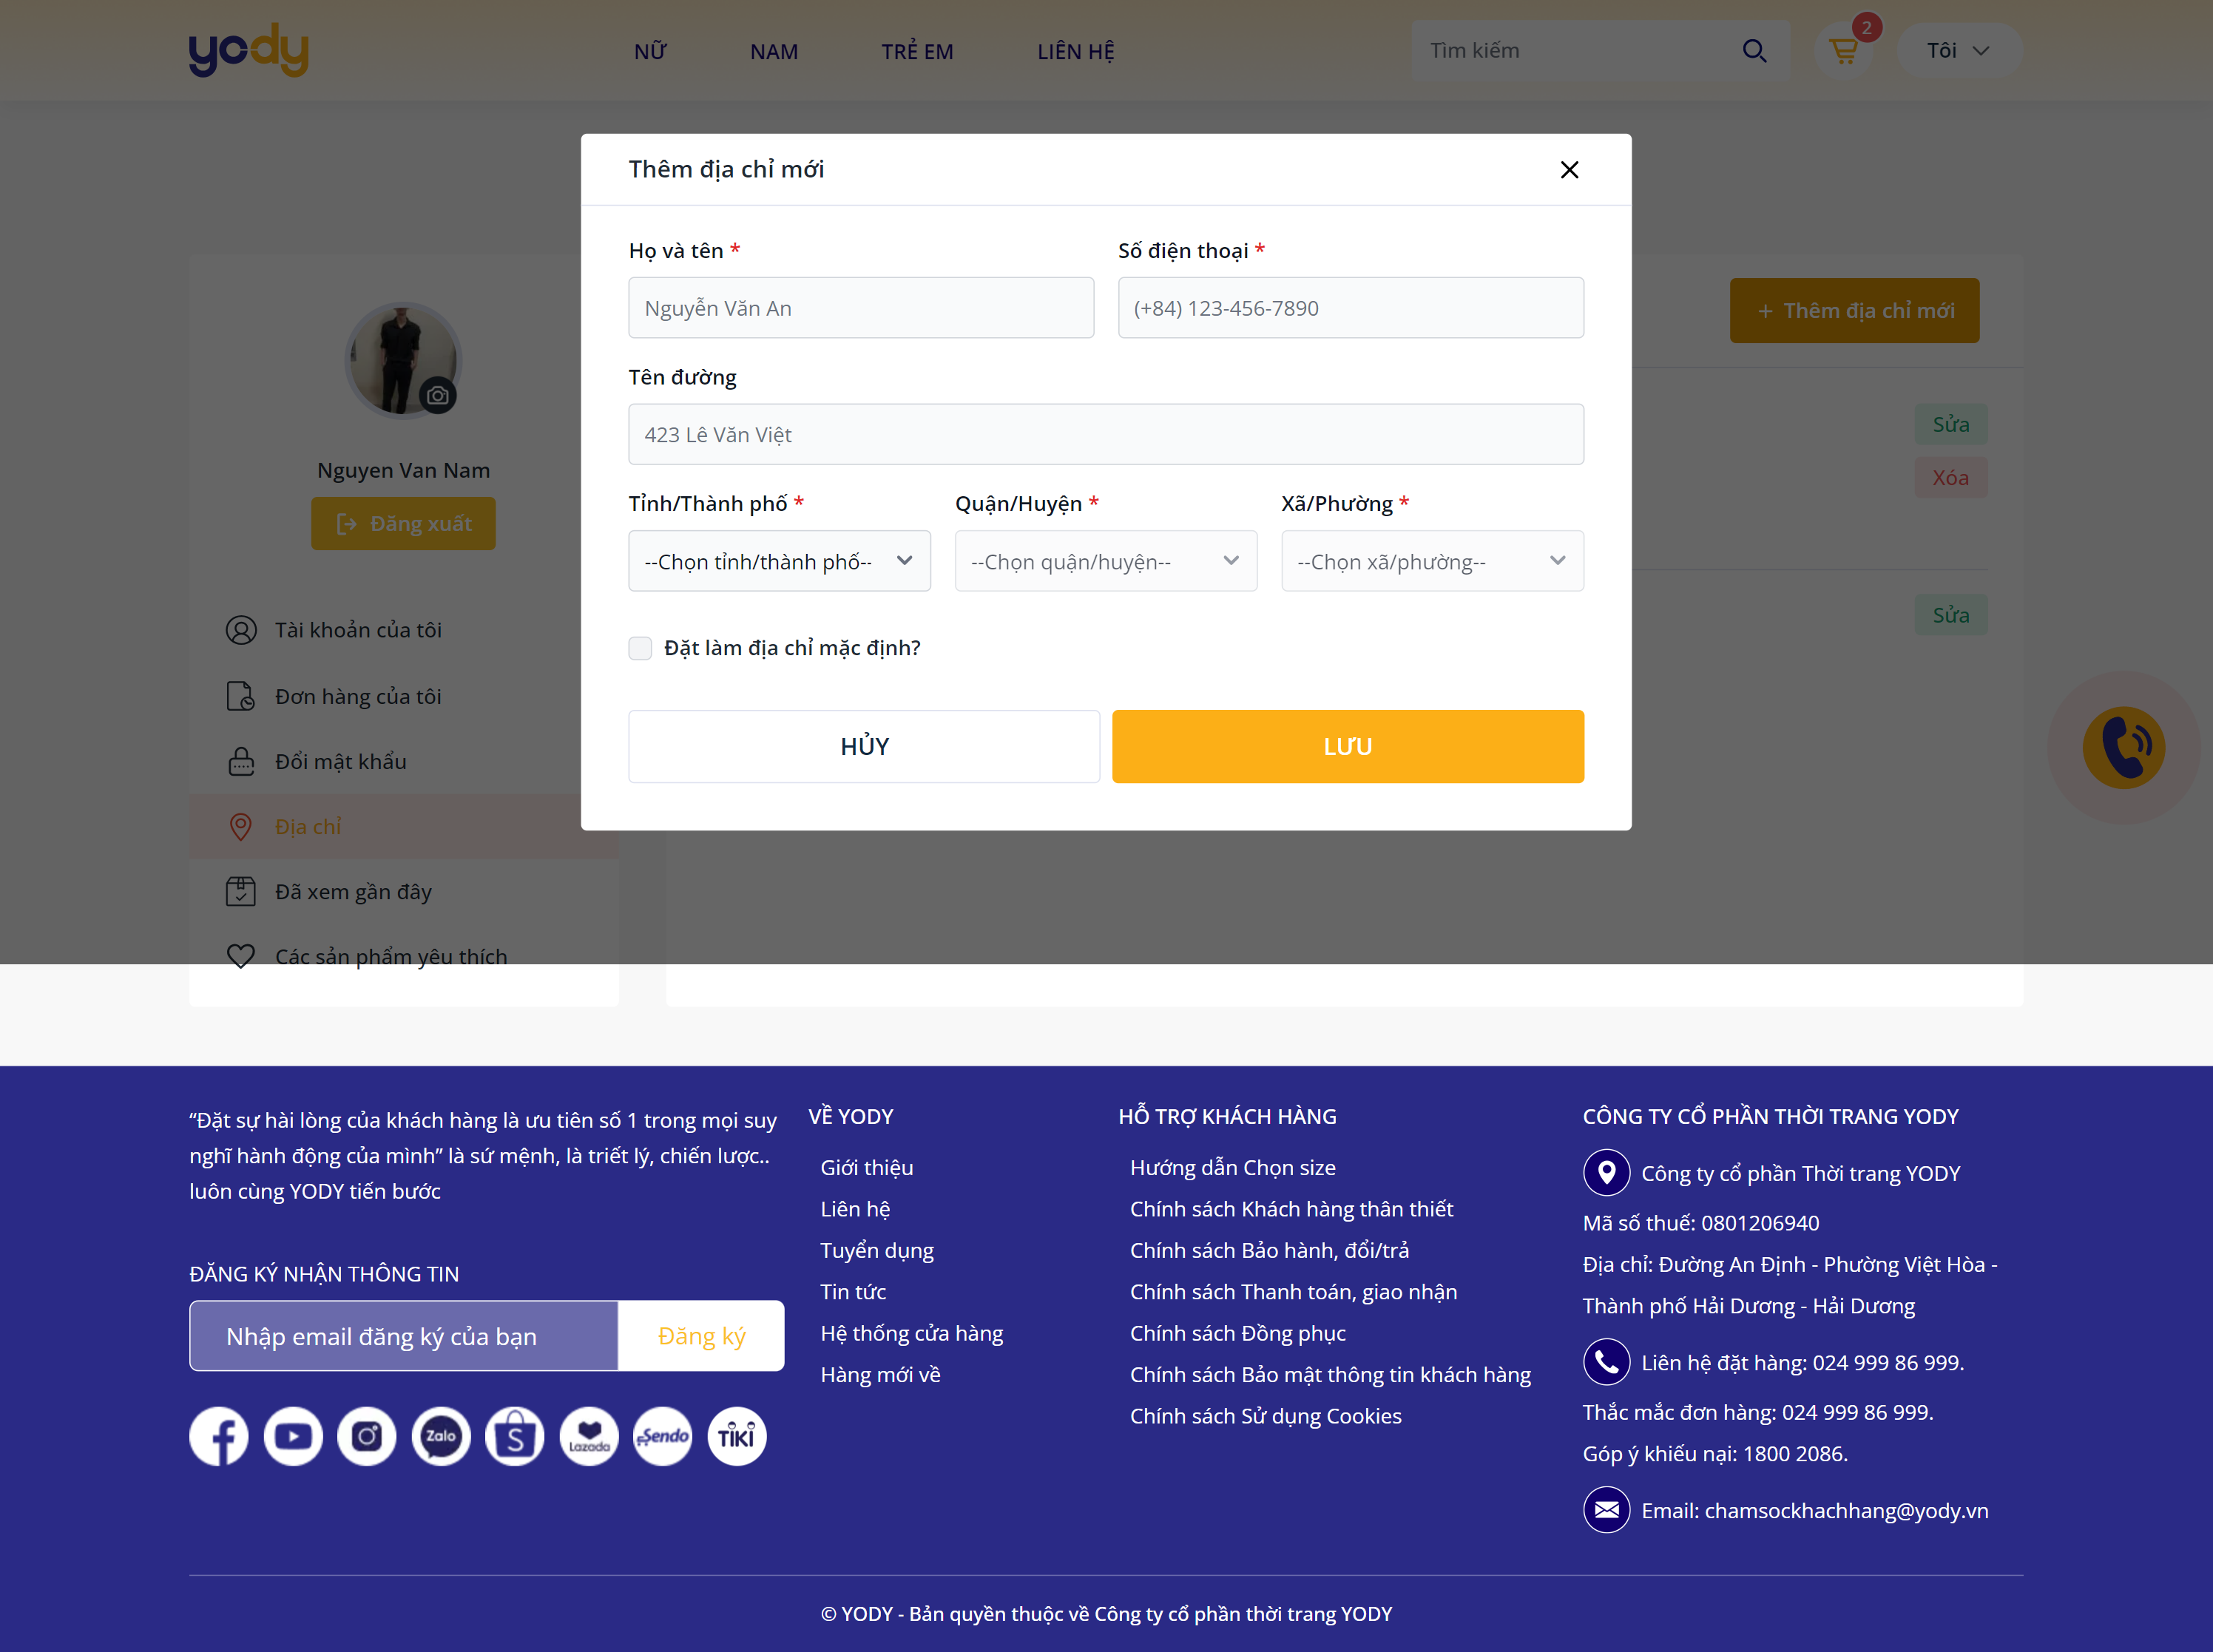 yody
NỮ
NAM
TRẺ EM
LIÊN HỆ
Tìm kiếm
2
Tôi
Thêm địa chỉ mới
Họ và tên *
Số điện thoại *
Nguyễn Văn An
(+84) 123-456-7890
Tên đường
423 Lê Văn Việt
Tỉnh/Thành phố *
Quận/Huyện *
Xã/Phường *
--Chọn tỉnh/thành phố--
--Chọn quận/huyện--
--Chọn xã/phường--
Đặt làm địa chỉ mặc định?
HỦY
LƯU
+ Thêm địa chỉ mới
Sửa
Xóa
Sửa
Nguyen Van Nam
Đăng xuất
Tài khoản của tôi
Đơn hàng của tôi
Đổi mật khẩu
Địa chỉ
Đã xem gần đây
Các sản phẩm yêu thích
“Đặt sự hài lòng của khách hàng là ưu tiên số 1 trong mọi suy
nghĩ hành động của mình” là sứ mệnh, là triết lý, chiến lược..
luôn cùng YODY tiến bước
ĐĂNG KÝ NHẬN THÔNG TIN
Nhập email đăng ký của bạn
Đăng ký
Zalo
S
Lazada
Sendo
TIKI
VỀ YODY
Giới thiệu
Liên hệ
Tuyển dụng
Tin tức
Hệ thống cửa hàng
Hàng mới về
HỖ TRỢ KHÁCH HÀNG
Hướng dẫn Chọn size
Chính sách Khách hàng thân thiết
Chính sách Bảo hành, đổi/trả
Chính sách Thanh toán, giao nhận
Chính sách Đồng phục
Chính sách Bảo mật thông tin khách hàng
Chính sách Sử dụng Cookies
CÔNG TY CỔ PHẦN THỜI TRANG YODY
Công ty cổ phần Thời trang YODY
Mã số thuế: 0801206940
Địa chỉ: Đường An Định - Phường Việt Hòa -
Thành phố Hải Dương - Hải Dương
Liên hệ đặt hàng: 024 999 86 999.
Thắc mắc đơn hàng: 024 999 86 999.
Góp ý khiếu nại: 1800 2086.
Email: chamsockhachhang@yody.vn
© YODY - Bản quyền thuộc về Công ty cổ phần thời trang YODY